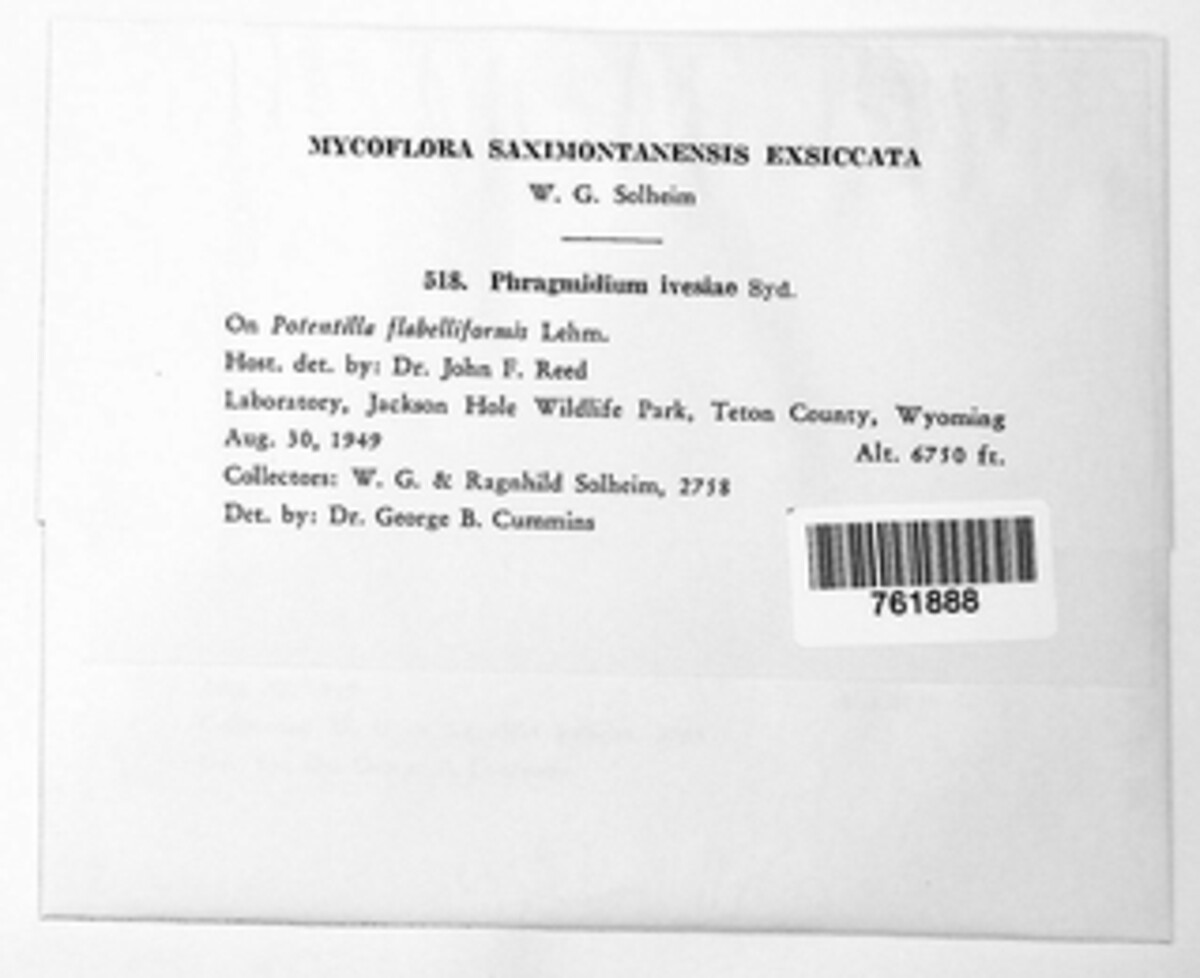 MYCOFLORA SAXIMONTANENSIS EXSICCATA
W. G. Solheim
518. Phragmidium ivesiae Syd.
On Potentilla flabelliformis Lehm.
Host. det. by: Dr. John F. Reed
Laboratory, Jackson Hole Wildlife Park, Teton County, Wyoming
Aug. 30, 1949 Alt. 6750 ft.
Collectors: W. G. & Ragnhild Solheim, 2758
Det. by: Dr. George B. Cummins
761888